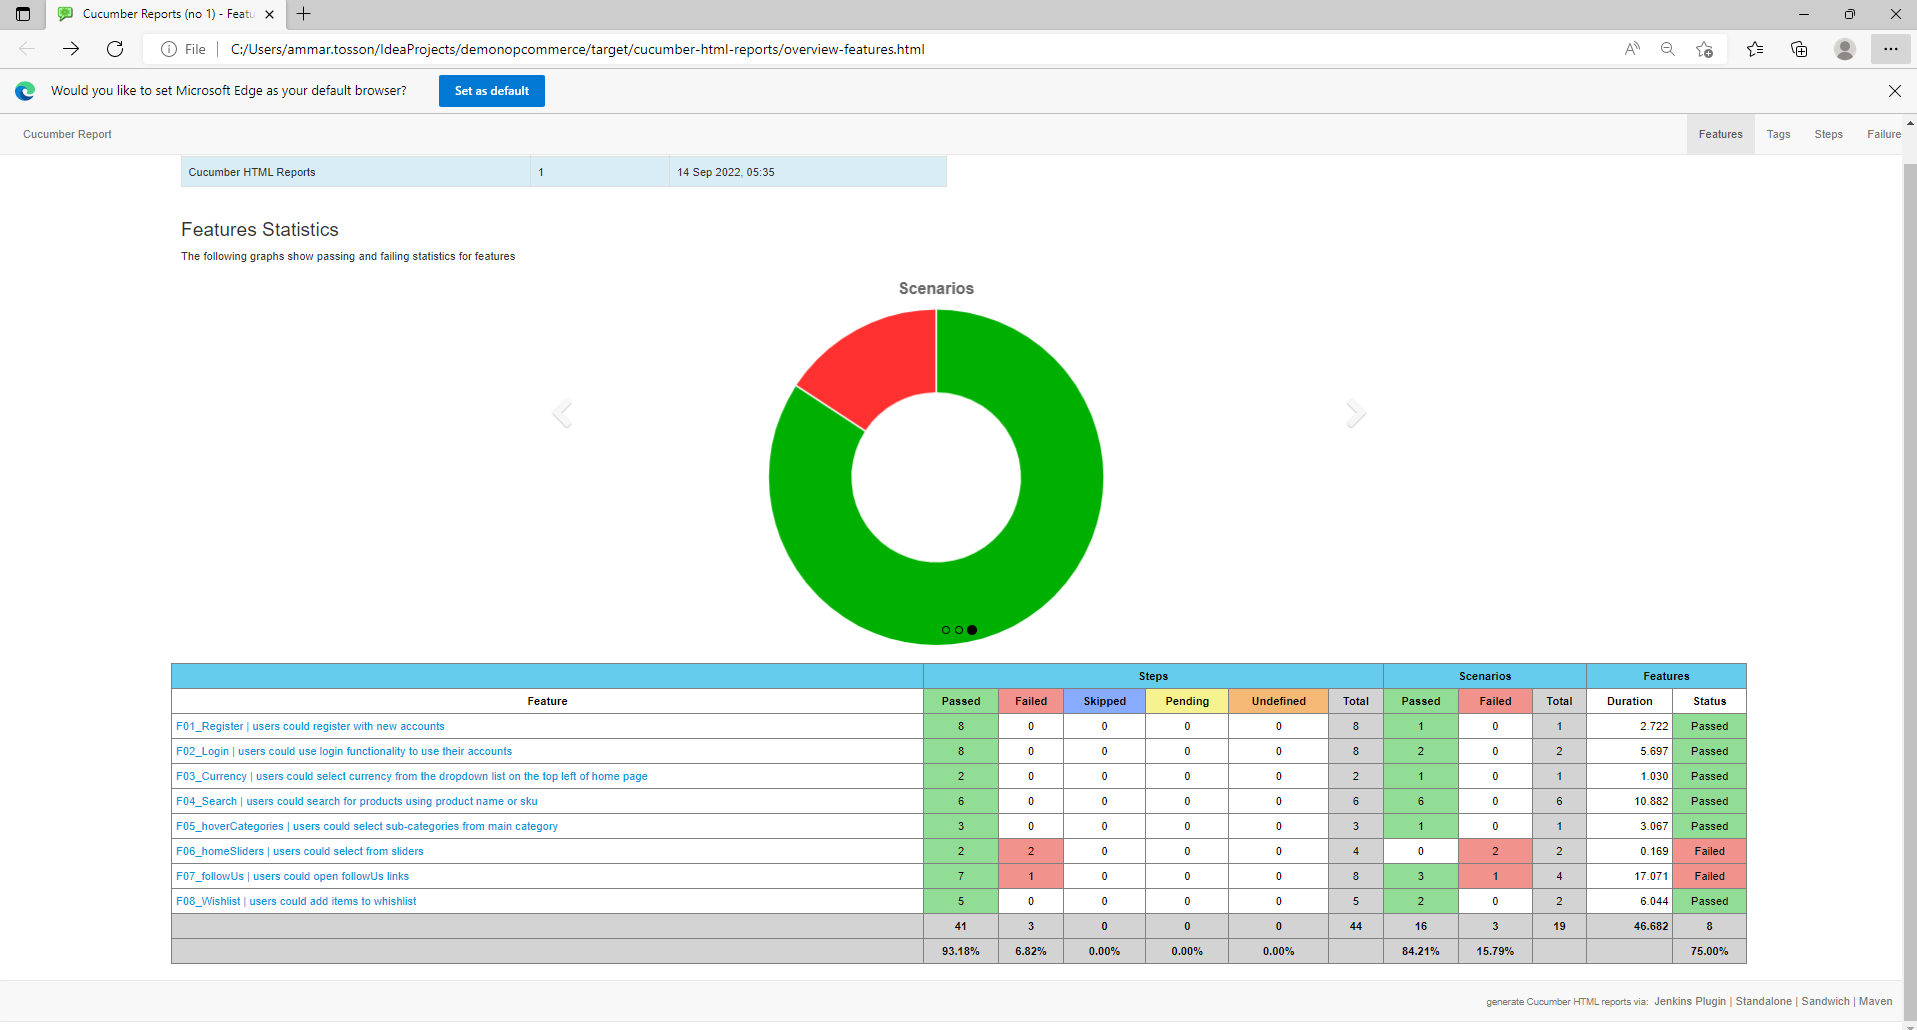 Cucumber Reports (no 1) - Featu
File
C:/Users/ammar.tosson/IdeaProjects/demonopcommerce/target/cucumber-html-reports/overview-features.html
Would you like to set Microsoft Edge as your default browser? Set as default
Cucumber Report Features Tags Steps Failure
Cucumber HTML Reports 1 14 Sep 2022, 05:35
Features Statistics
The following graphs show passing and failing statistics for features
Scenarios
Steps Scenarios Features
Feature Passed Failed Skipped Pending Undefined Total Passed Failed Total Duration Status
F01_Register | users could register with new accounts 8 0 0 0 0 8 1 0 1 2.722 Passed
F02_Login | users could use login functionality to use their accounts 8 0 0 0 0 8 2 0 2 5.697 Passed
F03_Currency | users could select currency from the dropdown list on the top left of home page 2 0 0 0 0 2 1 0 1 1.030 Passed
F04_Search | users could search for products using product name or sku 6 0 0 0 0 6 6 0 6 10.882 Passed
F05_hoverCategories | users could select sub-categories from main category 3 0 0 0 0 3 1 0 1 3.067 Passed
F06_homeSliders | users could select from sliders 2 2 0 0 0 4 0 2 2 0.169 Failed
F07_followUs | users could open followUs links 7 1 0 0 0 8 3 1 4 17.071 Failed
F08_Wishlist | users could add items to whishlist 5 0 0 0 0 5 2 0 2 6.044 Passed
41 3 0 0 0 44 16 3 19 46.682 8
93.18% 6.82% 0.00% 0.00% 0.00% 84.21% 15.79% 75.00%
generate Cucumber HTML reports via: Jenkins Plugin | Standalone | Sandwich | Maven